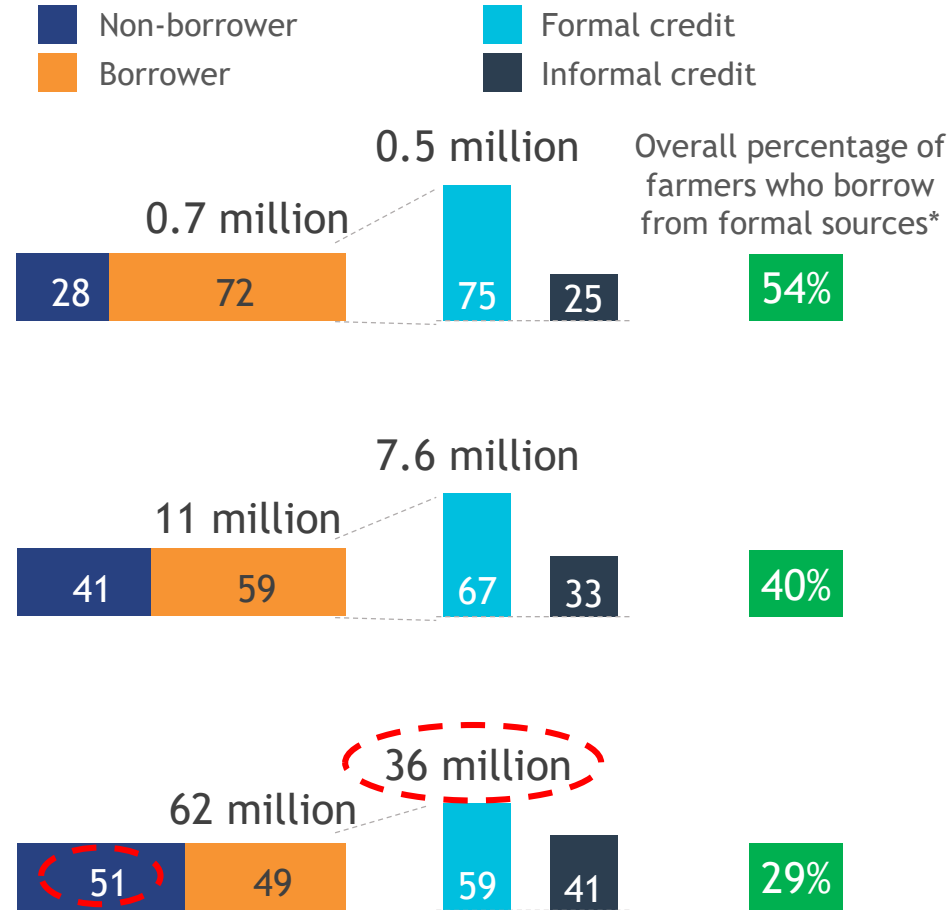 Non-borrower
Borrower
Formal credit
Informal credit
Overall percentage of
farmers who borrow
from formal sources*
0.5 million
0.7 million
28
72
75
25
54%
7.6 million
11 million
41
59
67
33
40%
36 million
62 million
51
49
59
41
29%